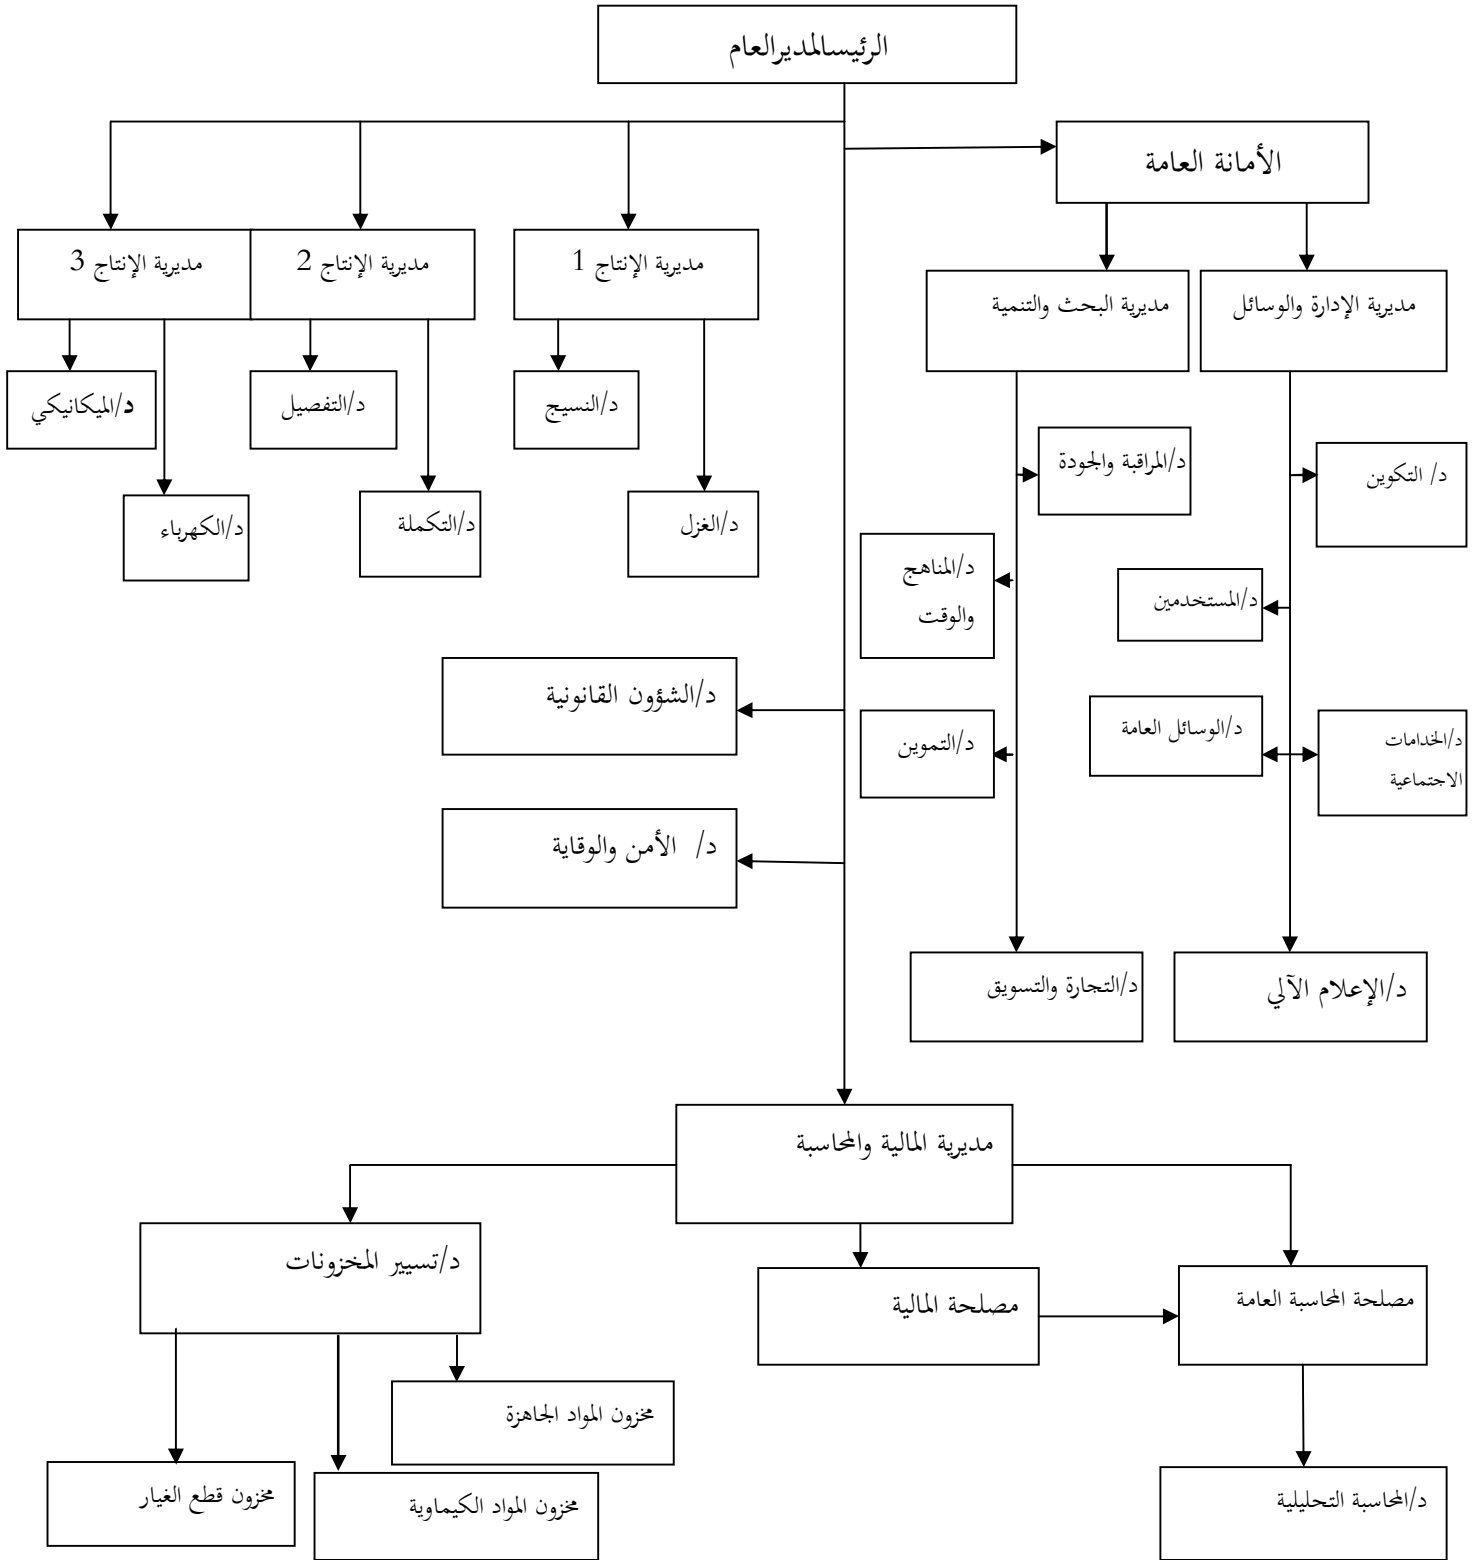 الرئيسالمديرالعام
الأمانة العامة
مديرية الإدارة والوسائل
مديرية البحث والتنمية
مديرية الإنتاج 1
مديرية الإنتاج 2
مديرية الإنتاج 3
د/النسيج
د/التفصيل
د/الميكانيكي
د/الغزل
د/التكملة
د/الكهرباء
د/ التكوين
د/المراقبة والجودة
د/المناهج
والوقت
د/المستخدمين
د/الشؤون القانونية
د/الخدامات
الاجتماعية
د/الوسائل العامة
د/التموين
د/ الأمن والوقاية
د/الإعلام الآلي
د/التجارة والتسويق
مديرية المالية والمحاسبة
مصلحة المحاسبة العامة
مصلحة المالية
د/تسيير المخزونات
مخزون المواد الجاهزة
مخزون المواد الكيماوية
مخزون قطع الغيار
د/المحاسبة التحليلية